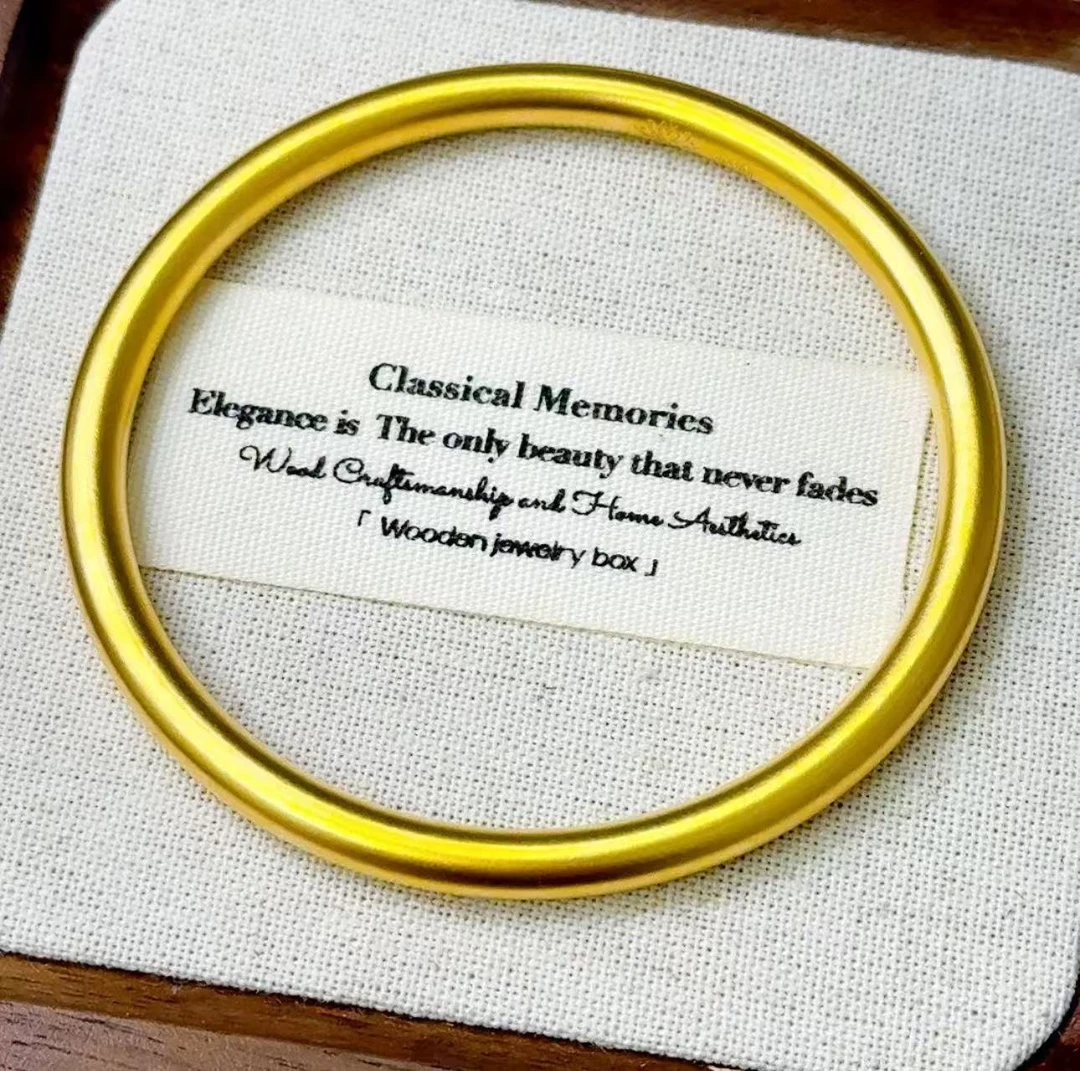 Classical Memories
Elegance is The only beauty that never fades
Wood Craftsmanship and Home Aesthetics
「 Wooden jewelry box 」